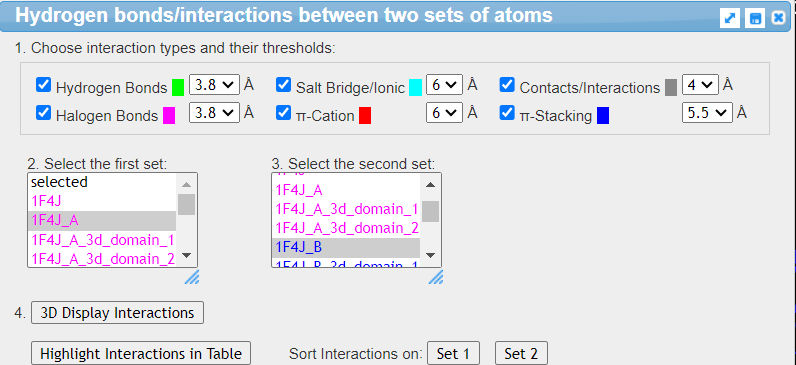 Hydrogen bonds/interactions between two sets of atoms
1. Choose interaction types and their thresholds:
Hydrogen Bonds 3.8 Å Salt Bridge/Ionic 6 Å Contacts/Interactions 4 Å
Halogen Bonds 3.8 Å π-Cation 6 Å π-Stacking 5.5 Å
2. Select the first set:
selected
1F4J
1F4J_A
1F4J_A_3d_domain_1
1F4J_A_3d_domain_2
3. Select the second set:
1F4J_A
1F4J_A_3d_domain_1
1F4J_A_3d_domain_2
1F4J_B
1F4J_B_3d_domain_1
4. 3D Display Interactions
Highlight Interactions in Table Sort Interactions on: Set 1 Set 2